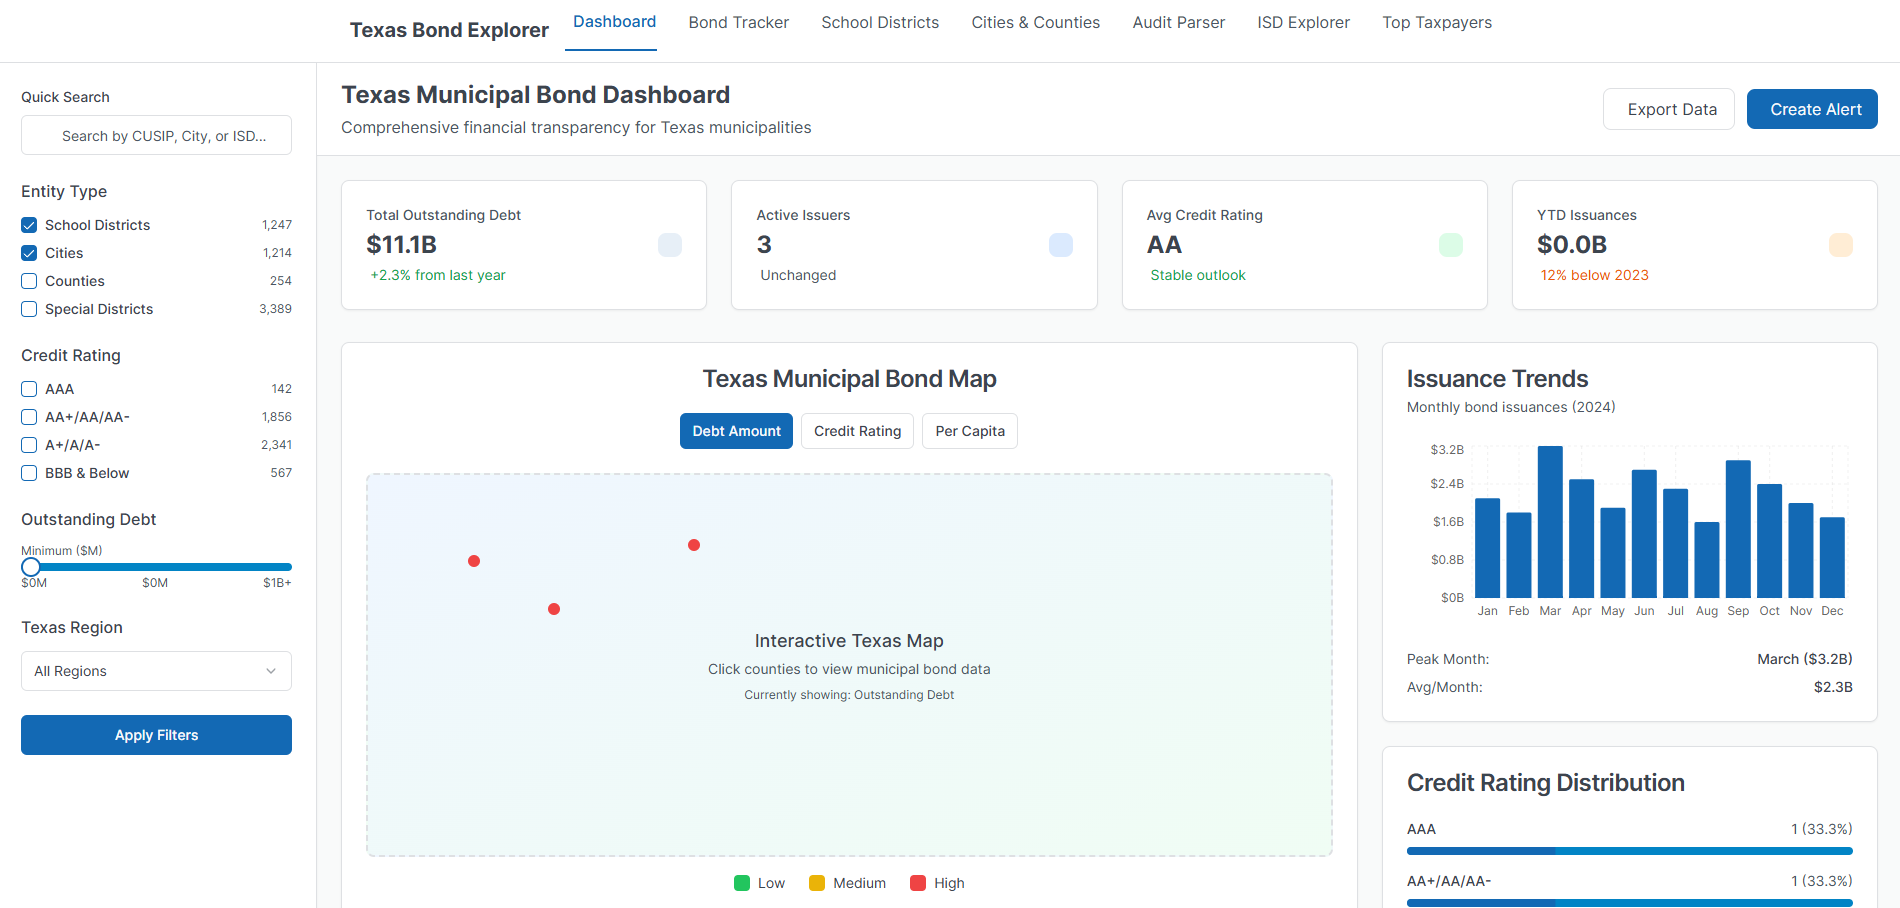 Texas Bond Explorer
Dashboard
Bond Tracker
School Districts
Cities & Counties
Audit Parser
ISD Explorer
Top Taxpayers
Quick Search
Search by CUSIP, City, or ISD...
Entity Type
School Districts 1,247
Cities 1,214
Counties 254
Special Districts 3,389
Credit Rating
AAA 142
AA+/AA/AA- 1,856
A+/A/A- 2,341
BBB & Below 567
Outstanding Debt
Minimum ($M)
$0M $0M $1B+
Texas Region
All Regions
Apply Filters
Texas Municipal Bond Dashboard
Comprehensive financial transparency for Texas municipalities
Export Data
Create Alert
Total Outstanding Debt
$11.1B
+2.3% from last year
Active Issuers
3
Unchanged
Avg Credit Rating
AA
Stable outlook
YTD Issuances
$0.0B
12% below 2023
Texas Municipal Bond Map
Debt Amount
Credit Rating
Per Capita
Interactive Texas Map
Click counties to view municipal bond data
Currently showing: Outstanding Debt
Low
Medium
High
Issuance Trends
Monthly bond issuances (2024)
$3.2B
$2.4B
$1.6B
$0.8B
$0B
Jan Feb Mar Apr May Jun Jul Aug Sep Oct Nov Dec
Peak Month: March ($3.2B)
Avg/Month: $2.3B
Credit Rating Distribution
AAA 1 (33.3%)
AA+/AA/AA- 1 (33.3%)